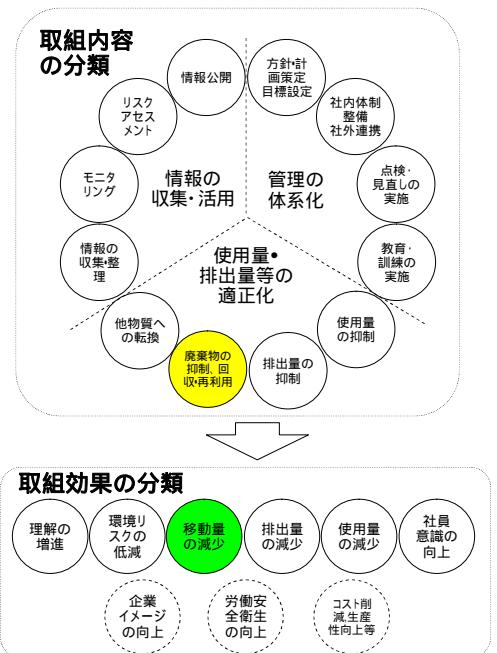 取組内容
の分類
情報公開
方針・計
画策定
目標設定
リスク
アセス
メント
社内体制
整備
社外連携
モニタ
リング
情報の
収集・活用
管理の
体系化
点検・
見直しの
実施
情報の
収集・整
理
使用量・
排出量等の
適正化
教育・
訓練の
実施
他物質へ
の転換
廃棄物の
抑制、回
収・再利用
排出量の
抑制
使用量
の抑制
取組効果の分類
理解の
増進
環境リ
スクの
低減
移動量
の減少
排出量
の減少
使用量
の減少
社員
意識の
向上
企業
イメージ
の向上
労働安
全衛生
の向上
コスト削
減,生産
性向上等